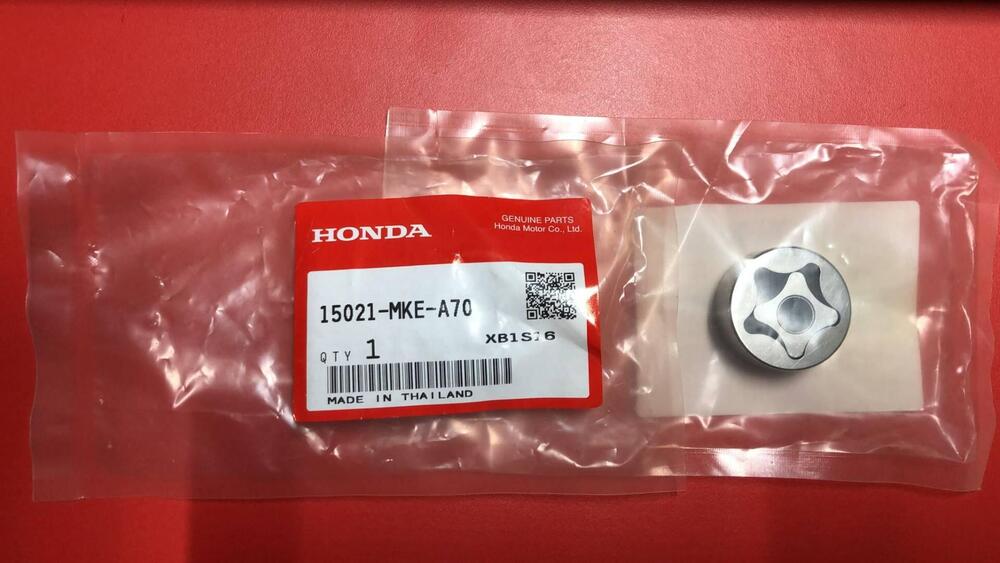 HONDA
GENUINE PARTS
Honda Motor Co., Ltd.
15021-MKE-A70
XB1S16
QTY 1
MADE IN THAILAND